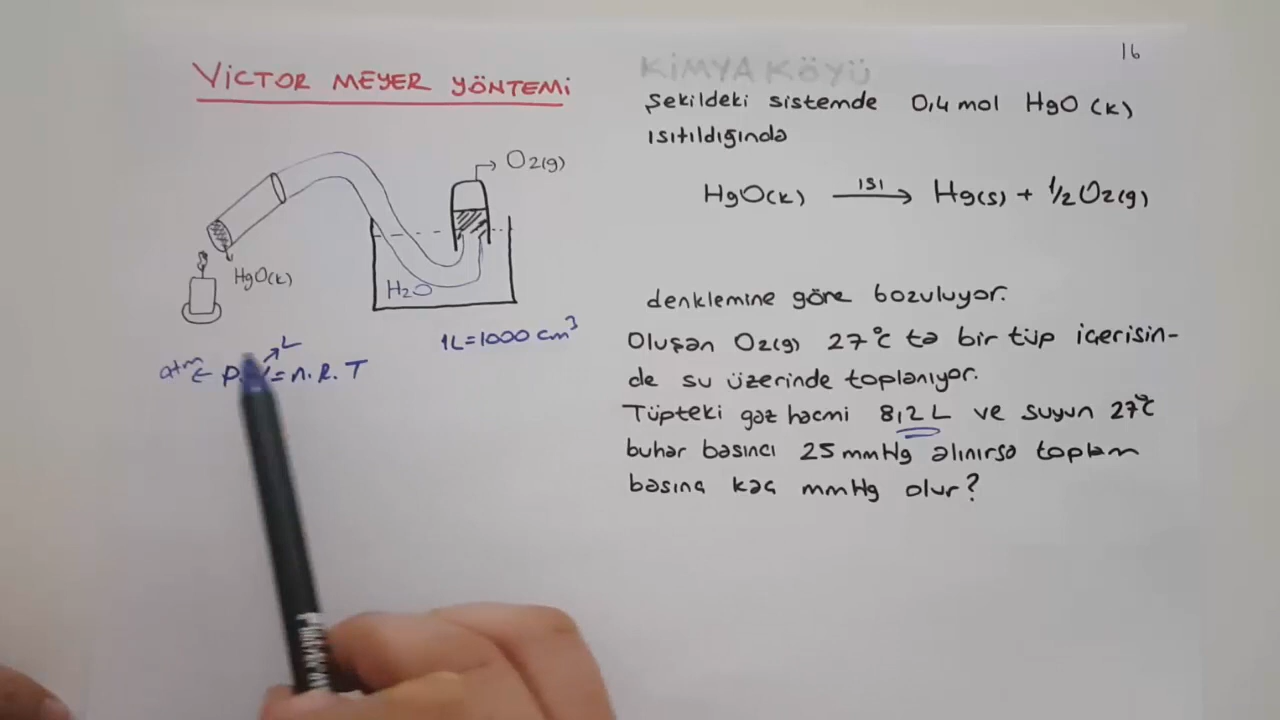 16
VİCTOR MEYER YÖNTEMİ
KİMYA KÖYÜ
Şekildeki sistemde 0,4 mol HgO(k)
ısıtıldığında
HgO(k) ısı → Hg(s) + 1/2 O2(g)
O2(g)
HgO(k)
H2O
denklemine göre bozuluyor.
1L=1000 cm³
Oluşan O2(g) 27°C ta bir tüp içerisin-
de su üzerinde toplanıyor.
L
atm ← P. = n.R.T
Tüpteki gaz hacmi 8,2 L ve suyun 27°C
buhar basıncı 25 mmHg alınırsa toplam
basınç kaç mmHg olur?